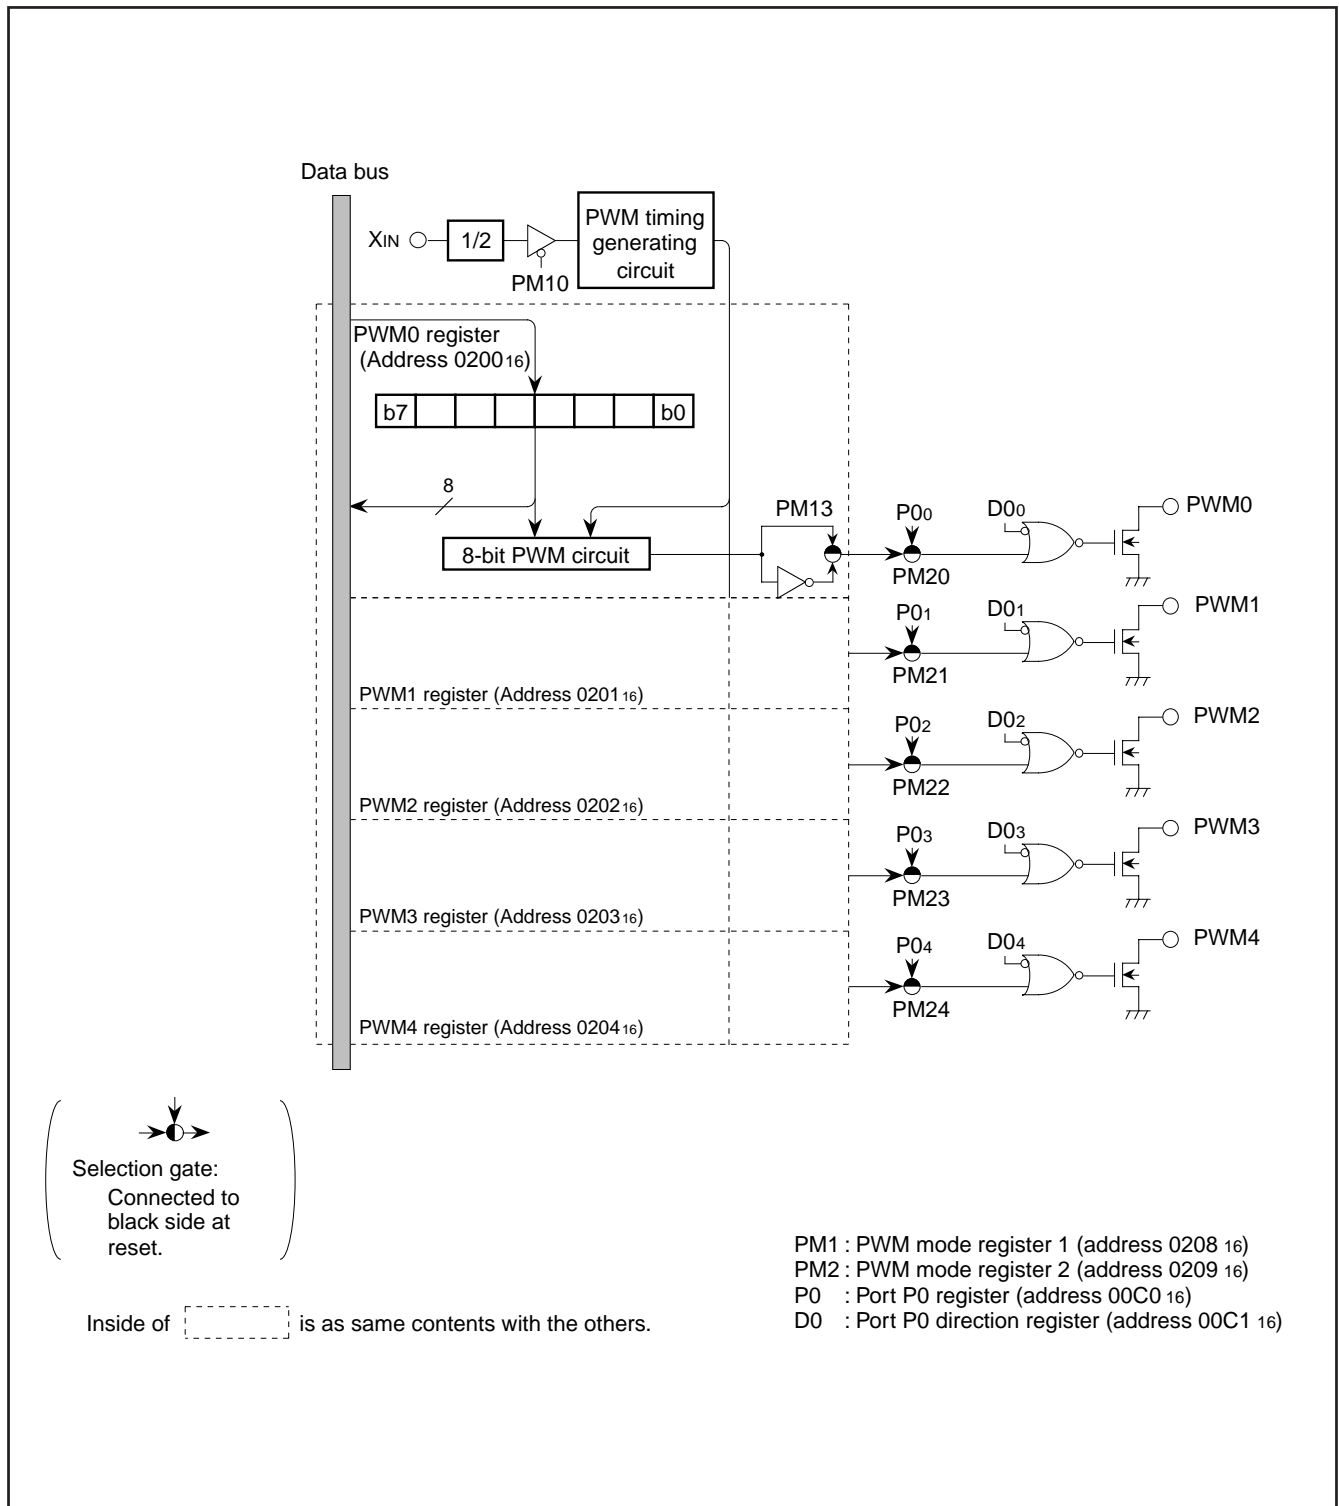 Data bus
XIN
1/2
PM10
PWM timing
generating
circuit
PWM0 register
(Address 020016)
b7
b0
8
8-bit PWM circuit
PM13
P00
PM20
D00
PWM0
P01
PM21
D01
PWM1
PWM1 register (Address 020116)
P02
PM22
D02
PWM2
PWM2 register (Address 020216)
P03
PM23
D03
PWM3
PWM3 register (Address 020316)
P04
PM24
D04
PWM4
PWM4 register (Address 020416)
Selection gate:
Connected to
black side at
reset.
Inside of is as same contents with the others.
PM1 : PWM mode register 1 (address 0208 16)
PM2 : PWM mode register 2 (address 0209 16)
P0 : Port P0 register (address 00C0 16)
D0 : Port P0 direction register (address 00C1 16)